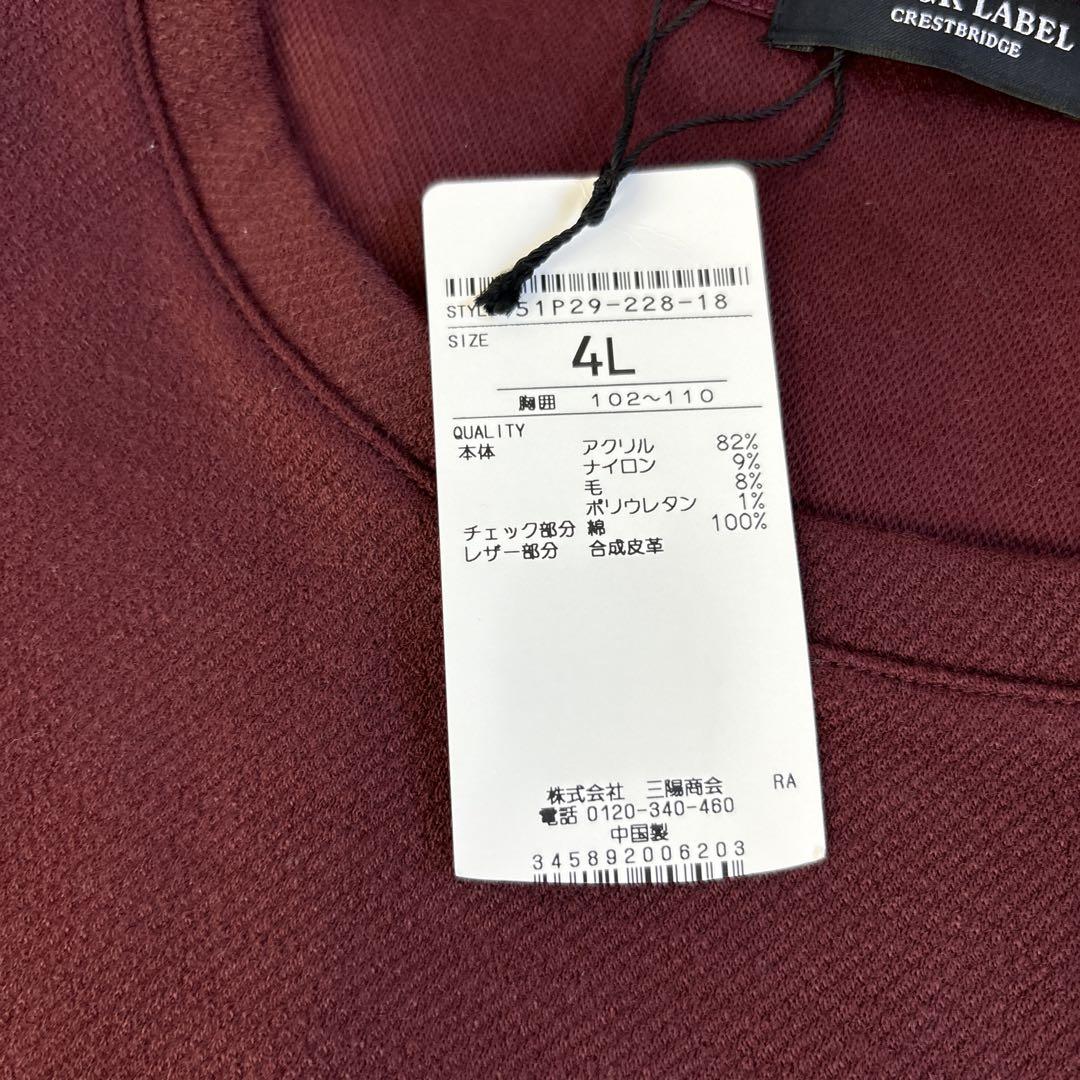 LABEL
CRESTBRIDGE
51P29-228-18
SIZE
4L
胸囲 102~110
QUALITY
本体 アクリル 82%
ナイロン 9%
毛 8%
ポリウレタン 1%
チェック部分 綿 100%
レザー部分 合成皮革
株式会社 三陽商会 RA
電話 0120-340-460
中国製
345892006203